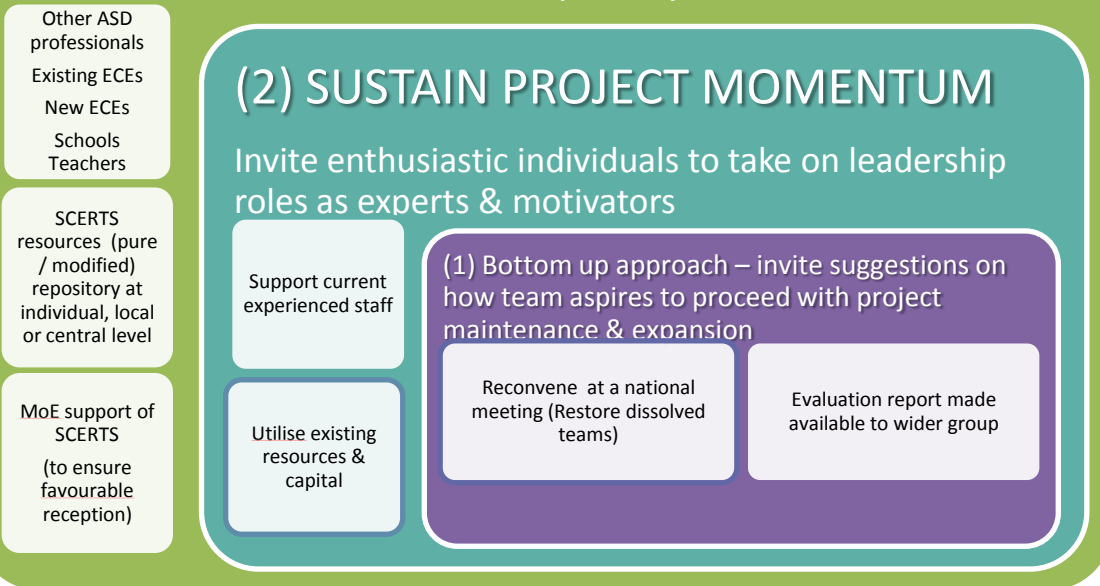 Other ASD
professionals
Existing ECEs
New ECEs
Schools
Teachers
SCERTS
resources (pure
/ modified)
repository at
individual, local
or central level
MoE support of
SCERTS
(to ensure
favourable
reception)
(2) SUSTAIN PROJECT MOMENTUM
Invite enthusiastic individuals to take on leadership
roles as experts & motivators
Support current
experienced staff
Utilise existing
resources &
capital
(1) Bottom up approach – invite suggestions on
how team aspires to proceed with project
maintenance & expansion
Reconvene at a national
meeting (Restore dissolved
teams)
Evaluation report made
available to wider group